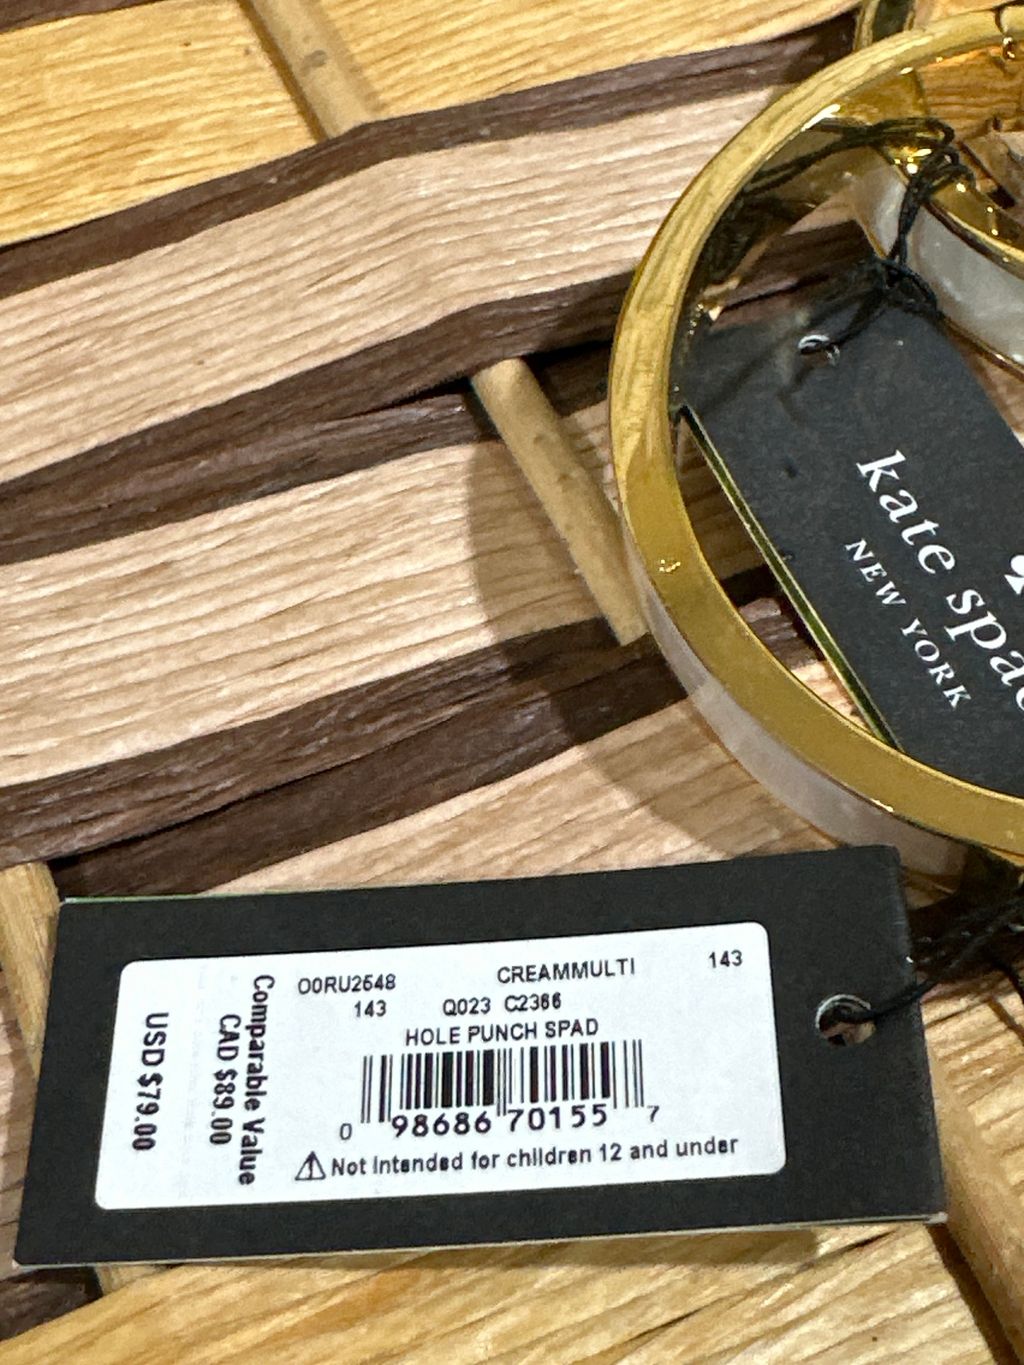 kate spade
NEW YORK
O0RU2548 CREAMMULTI 143
143 Q023 C2366
HOLE PUNCH SPAD
0 98686 70155 7
Not intended for children 12 and under
Comparable Value
CAD $89.00
USD $79.00